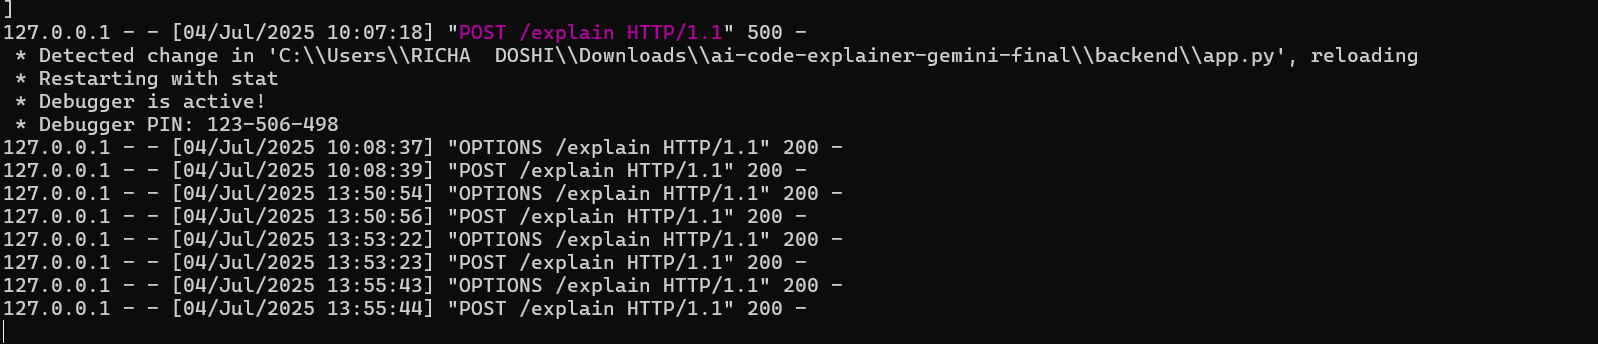 ]
127.0.0.1 - - [04/Jul/2025 10:07:18] "POST /explain HTTP/1.1" 500 -
 * Detected change in 'C:\\Users\\RICHA  DOSHI\\Downloads\\ai-code-explainer-gemini-final\\backend\\app.py', reloading
 * Restarting with stat
 * Debugger is active!
 * Debugger PIN: 123-506-498
127.0.0.1 - - [04/Jul/2025 10:08:37] "OPTIONS /explain HTTP/1.1" 200 -
127.0.0.1 - - [04/Jul/2025 10:08:39] "POST /explain HTTP/1.1" 200 -
127.0.0.1 - - [04/Jul/2025 13:50:54] "OPTIONS /explain HTTP/1.1" 200 -
127.0.0.1 - - [04/Jul/2025 13:50:56] "POST /explain HTTP/1.1" 200 -
127.0.0.1 - - [04/Jul/2025 13:53:22] "OPTIONS /explain HTTP/1.1" 200 -
127.0.0.1 - - [04/Jul/2025 13:53:23] "POST /explain HTTP/1.1" 200 -
127.0.0.1 - - [04/Jul/2025 13:55:43] "OPTIONS /explain HTTP/1.1" 200 -
127.0.0.1 - - [04/Jul/2025 13:55:44] "POST /explain HTTP/1.1" 200 -